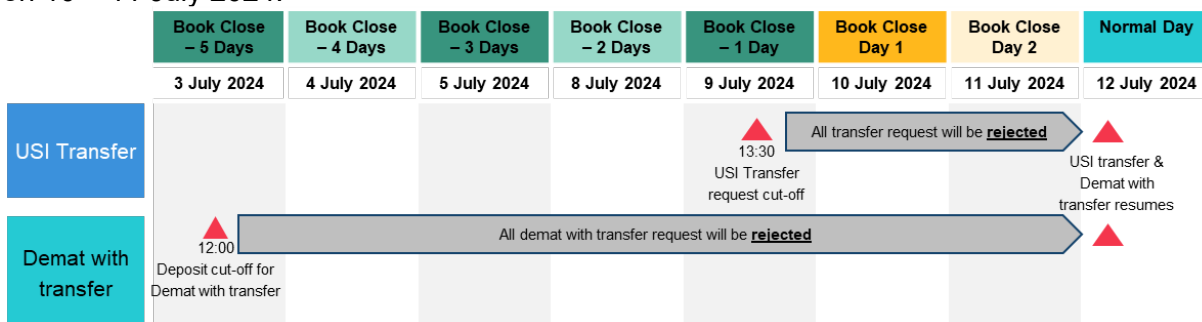 on 10 – 11 July 2024.
Book Close – 5 Days
Book Close – 4 Days
Book Close – 3 Days
Book Close – 2 Days
Book Close – 1 Day
Book Close Day 1
Book Close Day 2
Normal Day
3 July 2024
4 July 2024
5 July 2024
8 July 2024
9 July 2024
10 July 2024
11 July 2024
12 July 2024
USI Transfer
13:30
USI Transfer
request cut-off
All transfer request will be rejected
USI transfer &
Demat with
transfer resumes
Demat with
transfer
12:00
Deposit cut-off for
Demat with transfer
All demat with transfer request will be rejected